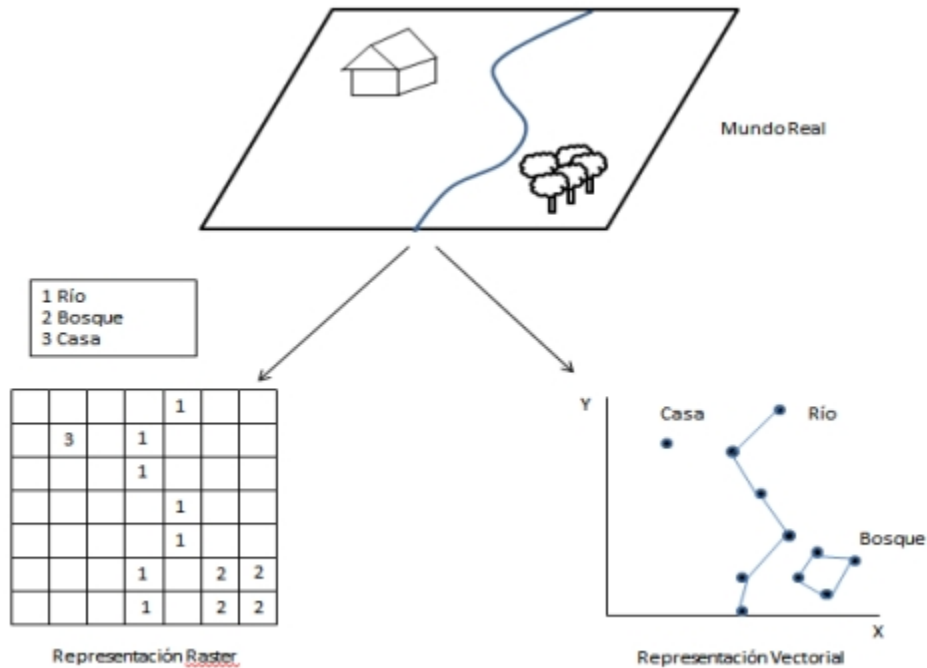 Mundo Real
1 Río
2 Bosque
3 Casa
1
3 1
1
1
1
1 2 2
1 2 2
Representación Raster
Y
Casa
Río
Bosque
X
Representación Vectorial